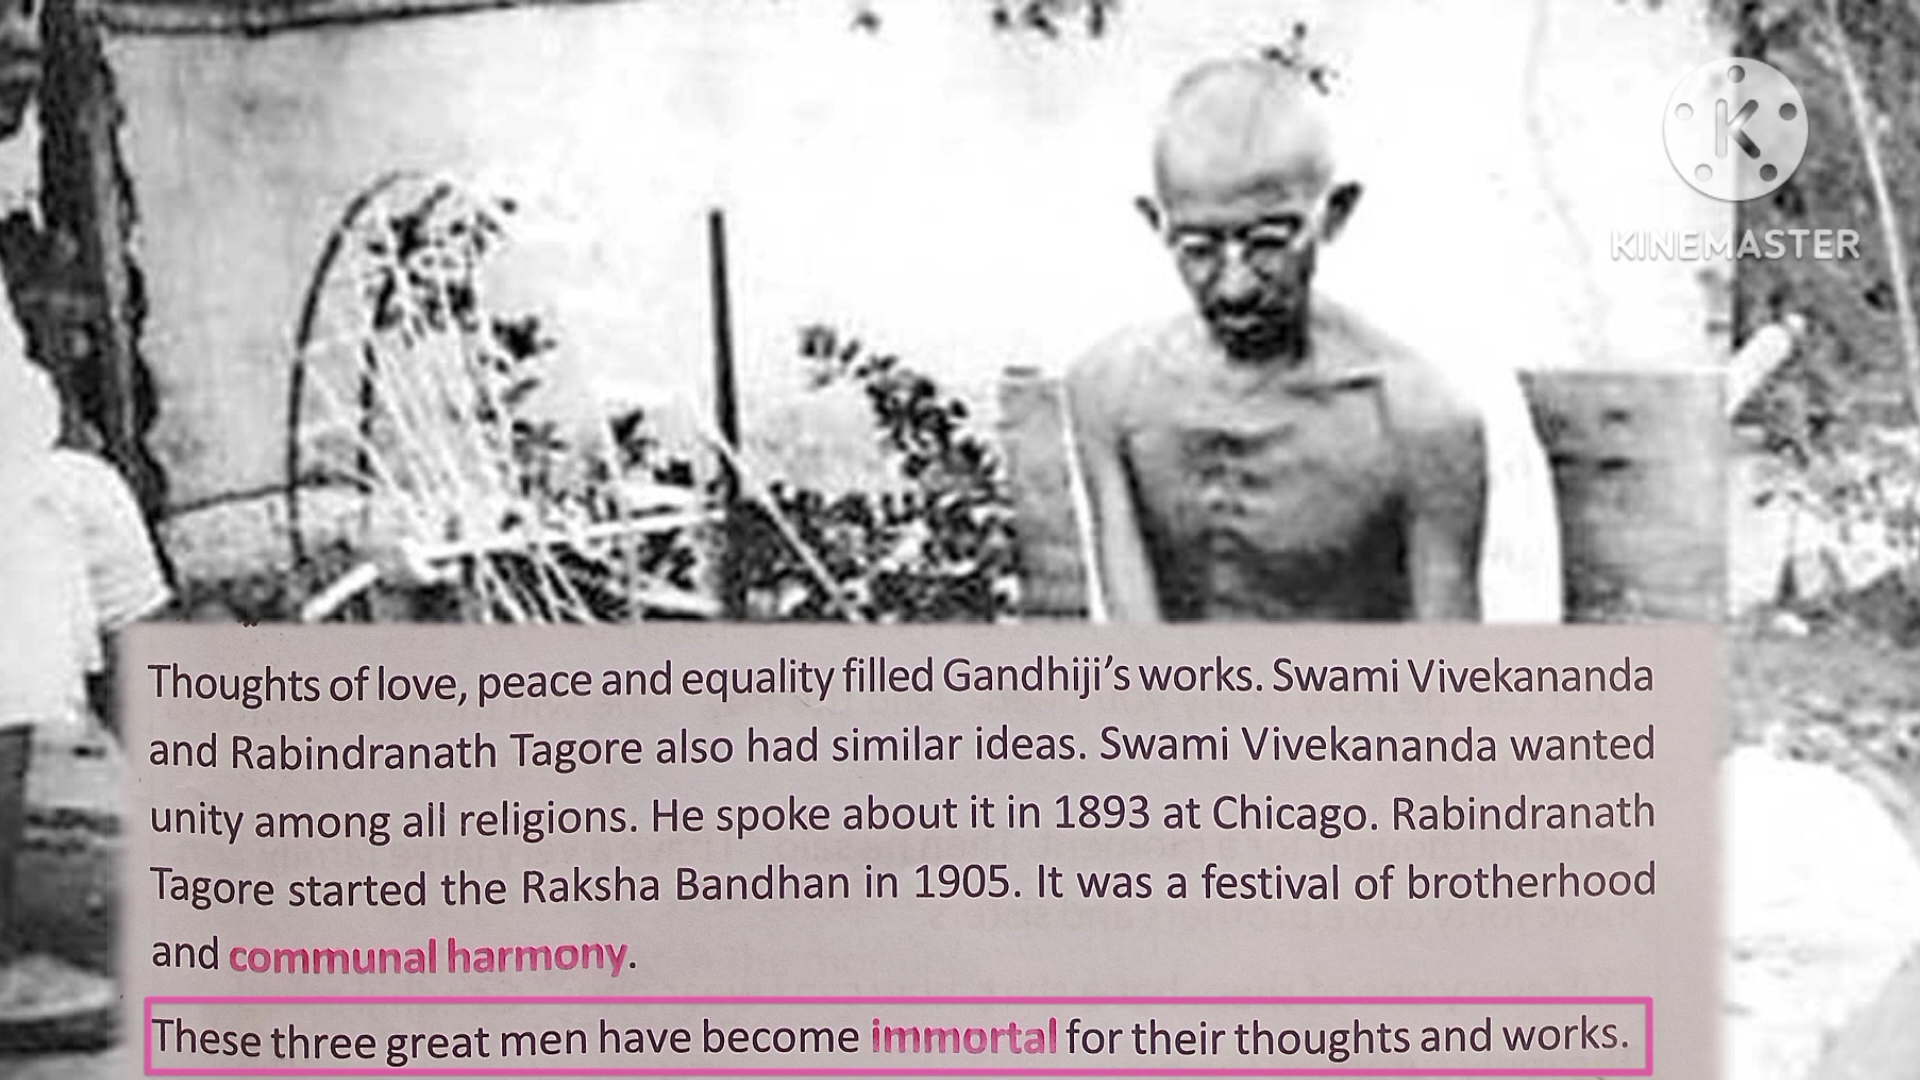 K
KINEMASTER
Thoughts of love, peace and equality filled Gandhiji's works. Swami Vivekananda
and Rabindranath Tagore also had similar ideas. Swami Vivekananda wanted
unity among all religions. He spoke about it in 1893 at Chicago. Rabindranath
Tagore started the Raksha Bandhan in 1905. It was a festival of brotherhood
and communal harmony.
These three great men have become immortal for their thoughts and works.